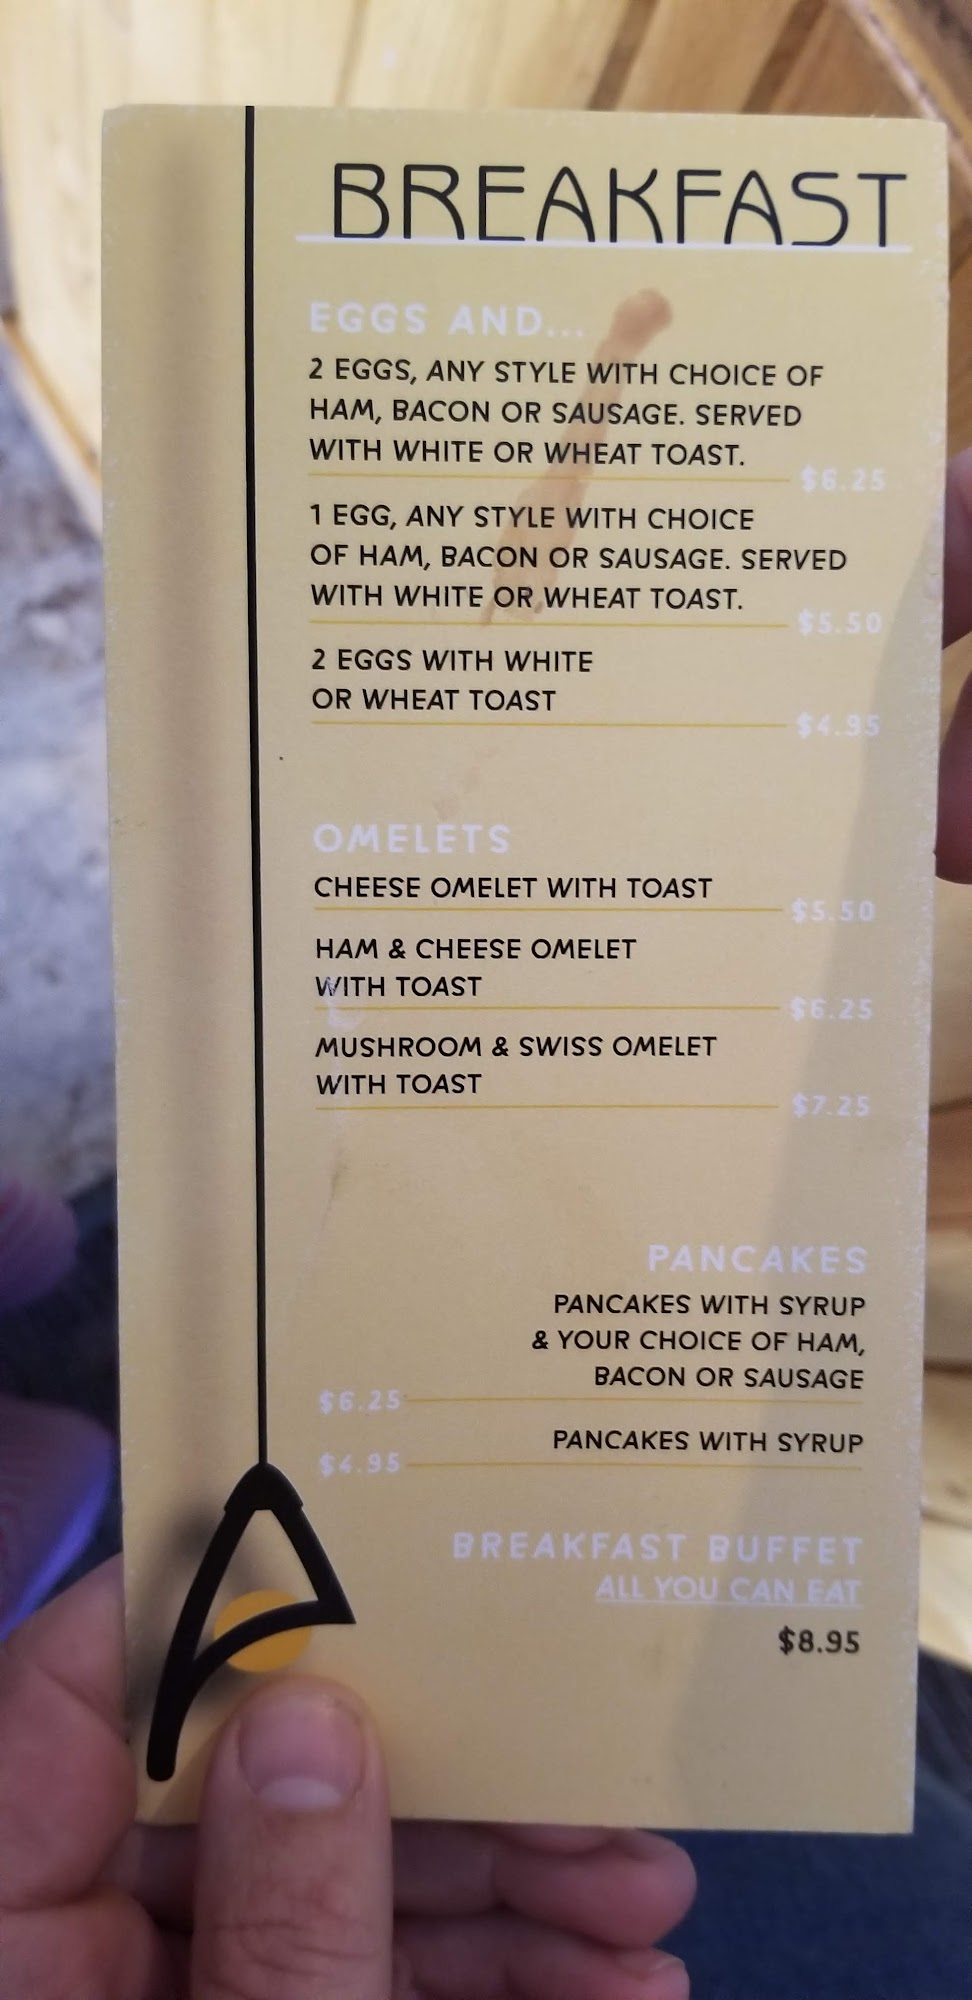 BREAKFAST
EGGS AND...
2 EGGS, ANY STYLE WITH CHOICE OF
HAM, BACON OR SAUSAGE. SERVED
WITH WHITE OR WHEAT TOAST.
$6.25
1 EGG, ANY STYLE WITH CHOICE
OF HAM, BACON OR SAUSAGE. SERVED
WITH WHITE OR WHEAT TOAST.
$5.50
2 EGGS WITH WHITE
OR WHEAT TOAST
$4.95
OMELETS
CHEESE OMELET WITH TOAST
$5.50
HAM & CHEESE OMELET
WITH TOAST
$6.25
MUSHROOM & SWISS OMELET
WITH TOAST
$7.25
PANCAKES
PANCAKES WITH SYRUP
& YOUR CHOICE OF HAM,
BACON OR SAUSAGE
$6.25
PANCAKES WITH SYRUP
$4.95
BREAKFAST BUFFET
ALL YOU CAN EAT
$8.95